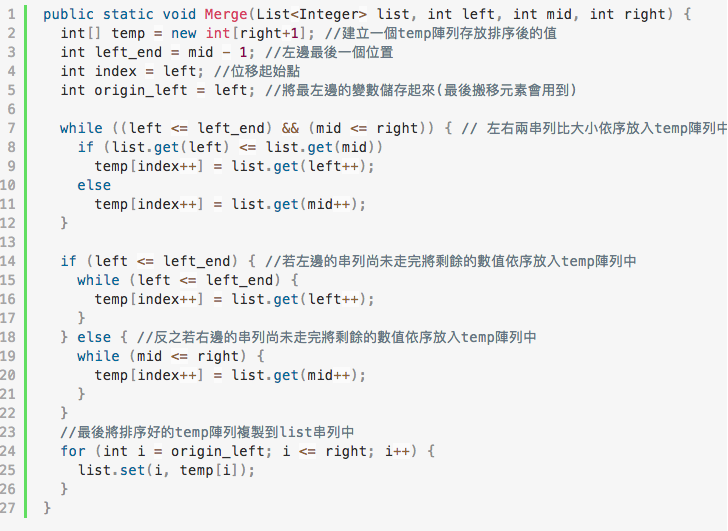 1 public static void Merge(List<Integer> list, int left, int mid, int right) {
2   int[] temp = new int[right+1]; //建立一個temp陣列存放排序後的值
3   int left_end = mid - 1; //左邊最後一個位置
4   int index = left; //位移起始點
5   int origin_left = left; //將最左邊的變數儲存起來(最後搬移元素會用到)
6
7   while ((left <= left_end) && (mid <= right)) { // 左右兩串列比大小依序放入temp陣列中
8     if (list.get(left) <= list.get(mid))
9       temp[index++] = list.get(left++);
10     else
11       temp[index++] = list.get(mid++);
12   }
13
14   if (left <= left_end) { //若左邊的串列尚未走完將剩餘的數值依序放入temp陣列中
15     while (left <= left_end) {
16       temp[index++] = list.get(left++);
17     }
18   } else { //反之若右邊的串列尚未走完將剩餘的數值依序放入temp陣列中
19     while (mid <= right) {
20       temp[index++] = list.get(mid++);
21     }
22   }
23   //最後將排序好的temp陣列複製到list串列中
24   for (int i = origin_left; i <= right; i++) {
25     list.set(i, temp[i]);
26   }
27 }